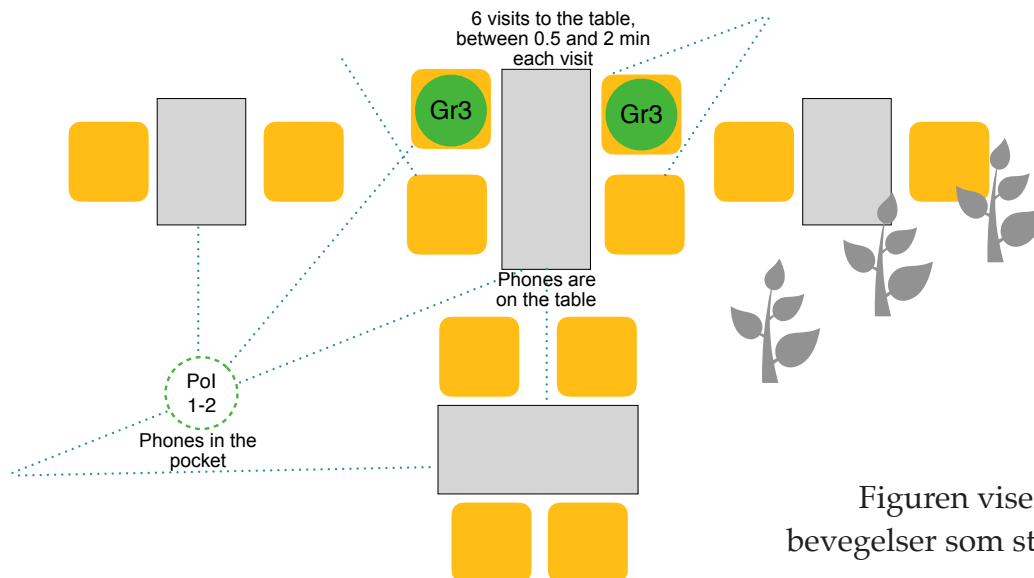 6 visits to the table,
between 0.5 and 2 min
each visit
Gr3
Gr3
Phones are
on the table
PoI
1-2
Phones in the
pocket
Figuren vise
bevegelser som st